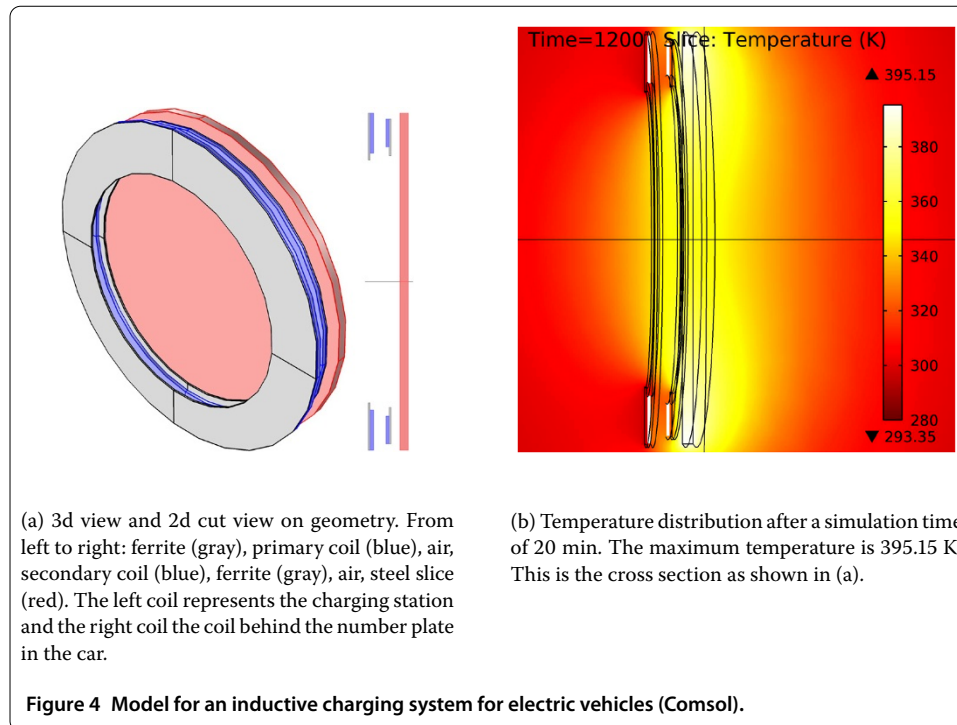 Time=1200 Slice: Temperature (K)
▲ 395.15
380
360
340
320
300
280
▼ 293.35
(a) 3d view and 2d cut view on geometry. From
left to right: ferrite (gray), primary coil (blue), air,
secondary coil (blue), ferrite (gray), air, steel slice
(red). The left coil represents the charging station
and the right coil the coil behind the number plate
in the car.
(b) Temperature distribution after a simulation time
of 20 min. The maximum temperature is 395.15 K.
This is the cross section as shown in (a).
Figure 4 Model for an inductive charging system for electric vehicles (Comsol).